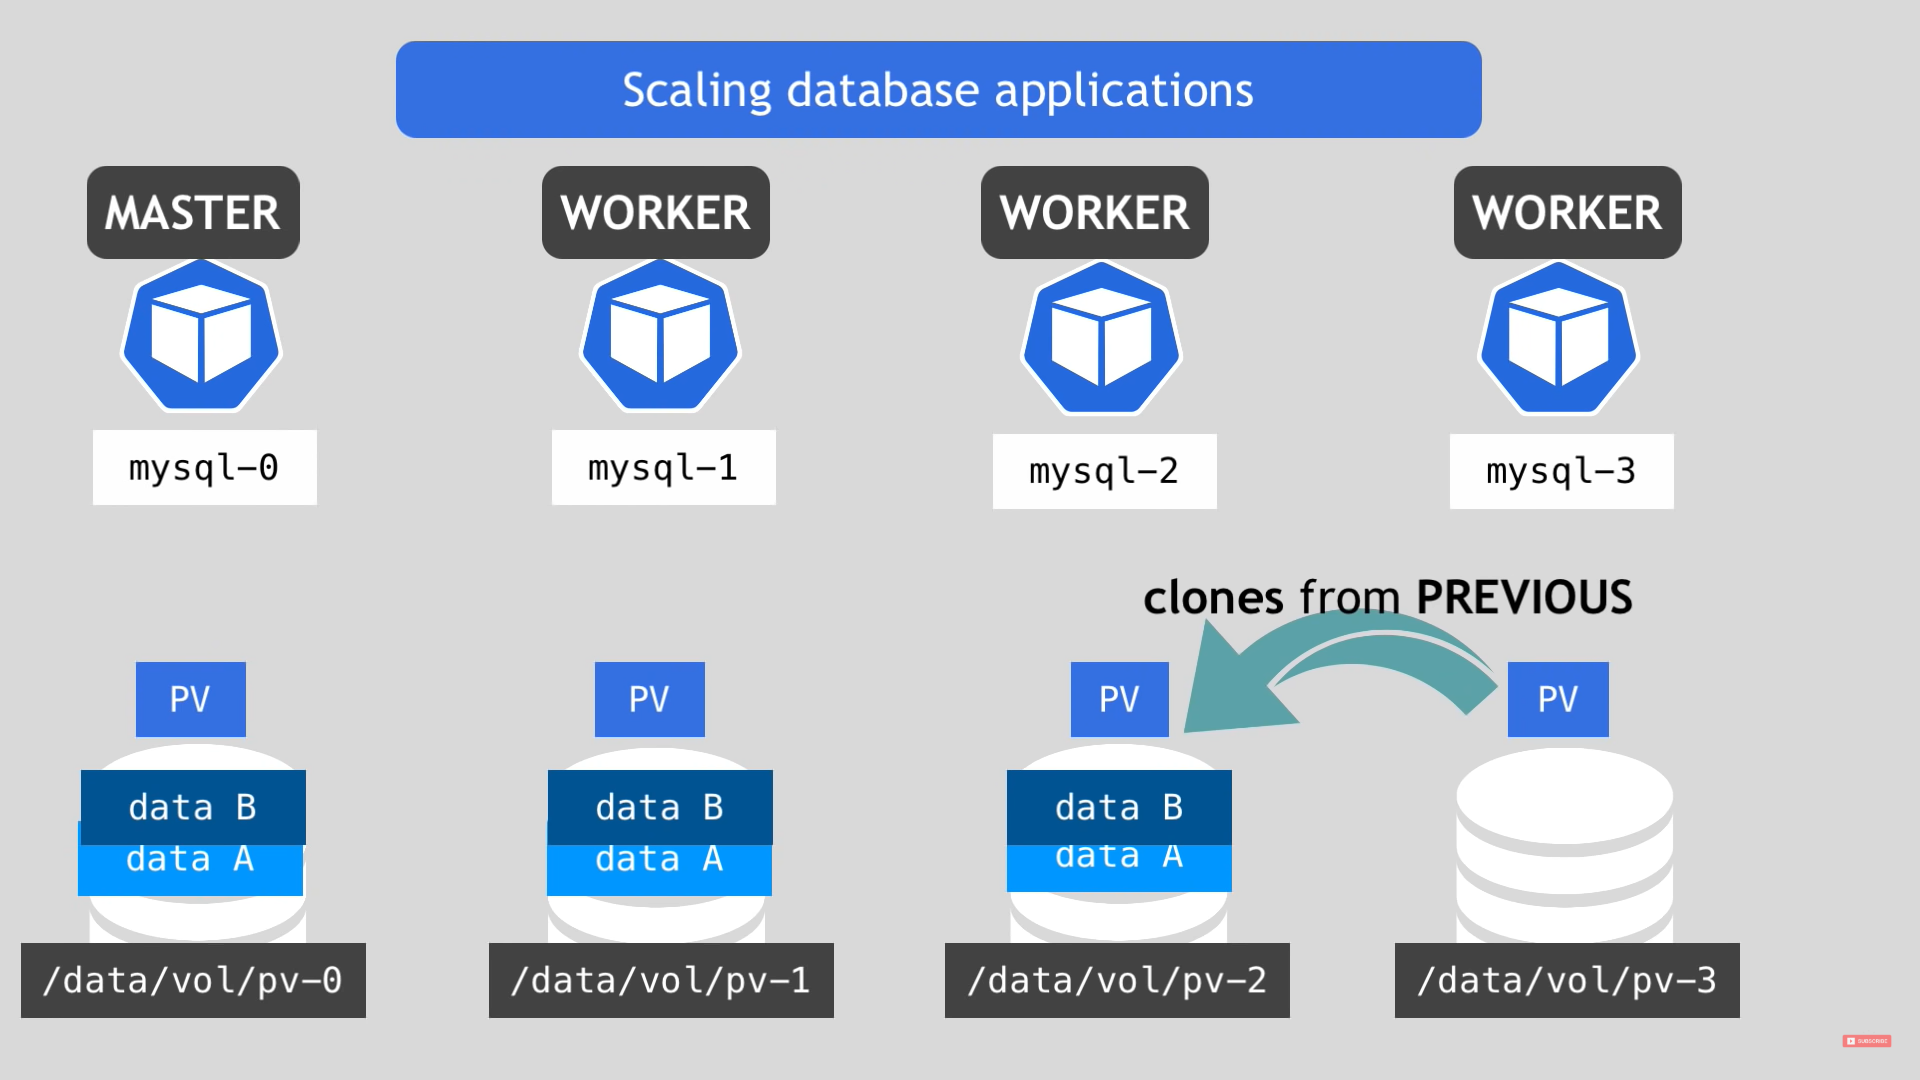 Scaling database applications
MASTER
WORKER
WORKER
WORKER
mysql-0
mysql-1
mysql-2
mysql-3
clones from PREVIOUS
PV
PV
PV
PV
data B
data B
data B
data A
data A
data A
/data/vol/pv-0
/data/vol/pv-1
/data/vol/pv-2
/data/vol/pv-3
SUBSCRIBE